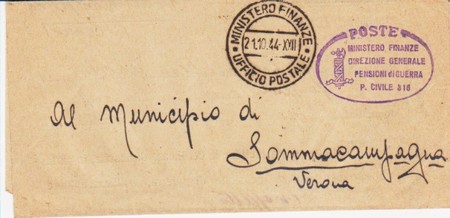 MINISTERO FINANZE
21.10.44-XXII
UFFICIO POSTALE
POSTE
MINISTERO FINANZE
DIREZIONE GENERALE
PENSIONI di GUERRA
P. CIVILE 316
Al Municipio di
Sommacampagna
Verona